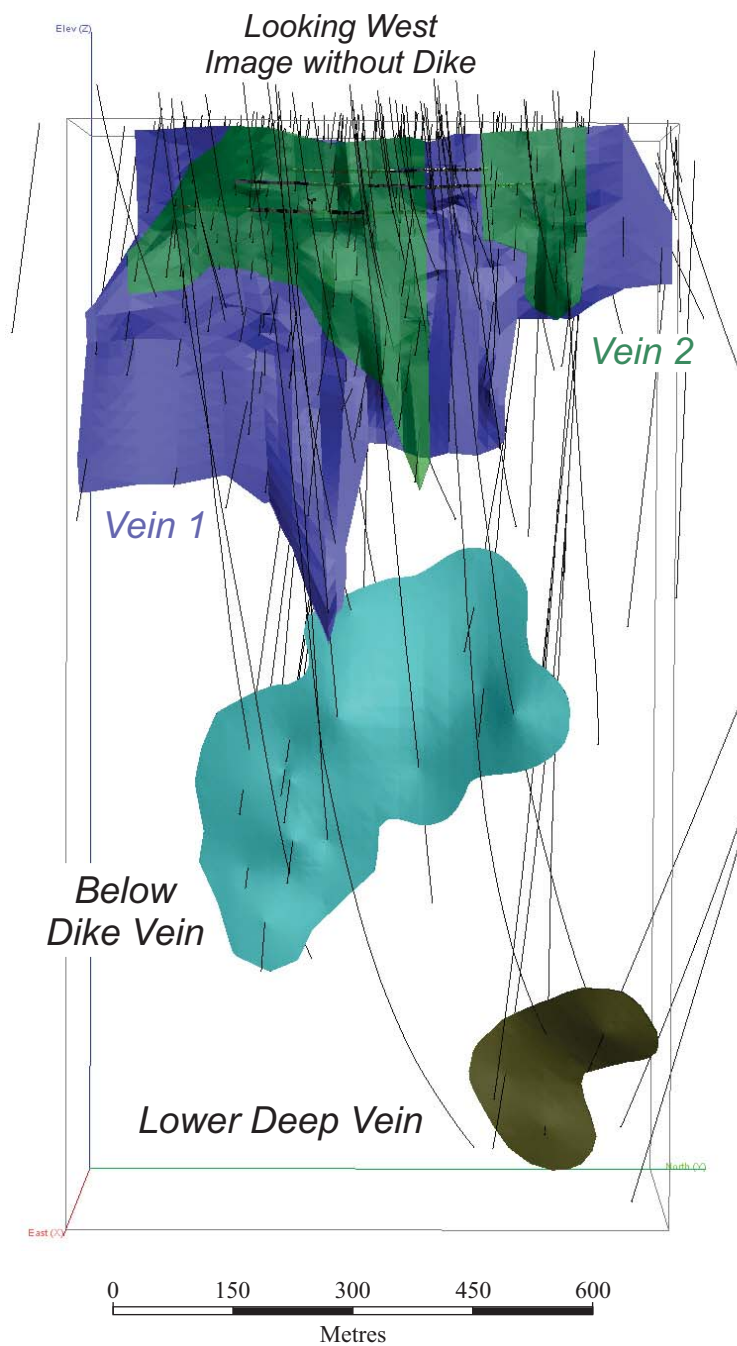 Elev (Z)
Looking West
Image without Dike
Vein 2
Vein 1
Below
Dike Vein
Lower Deep Vein
North (Y)
East (X)
0 150 300 450 600
Metres